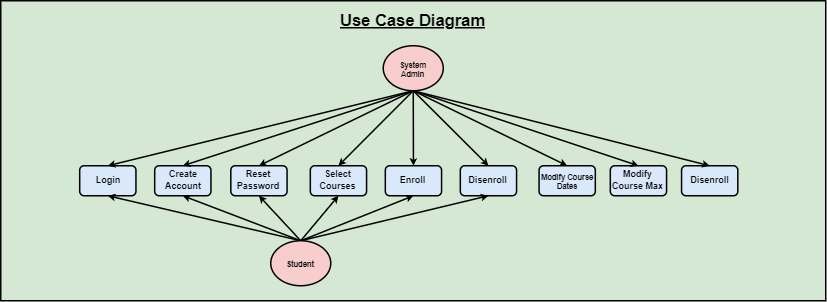 Use Case Diagram
System
Admin
Login
Create
Account
Reset
Password
Select
Courses
Enroll
Disenroll
Modify Course
Dates
Modify
Course Max
Disenroll
Student